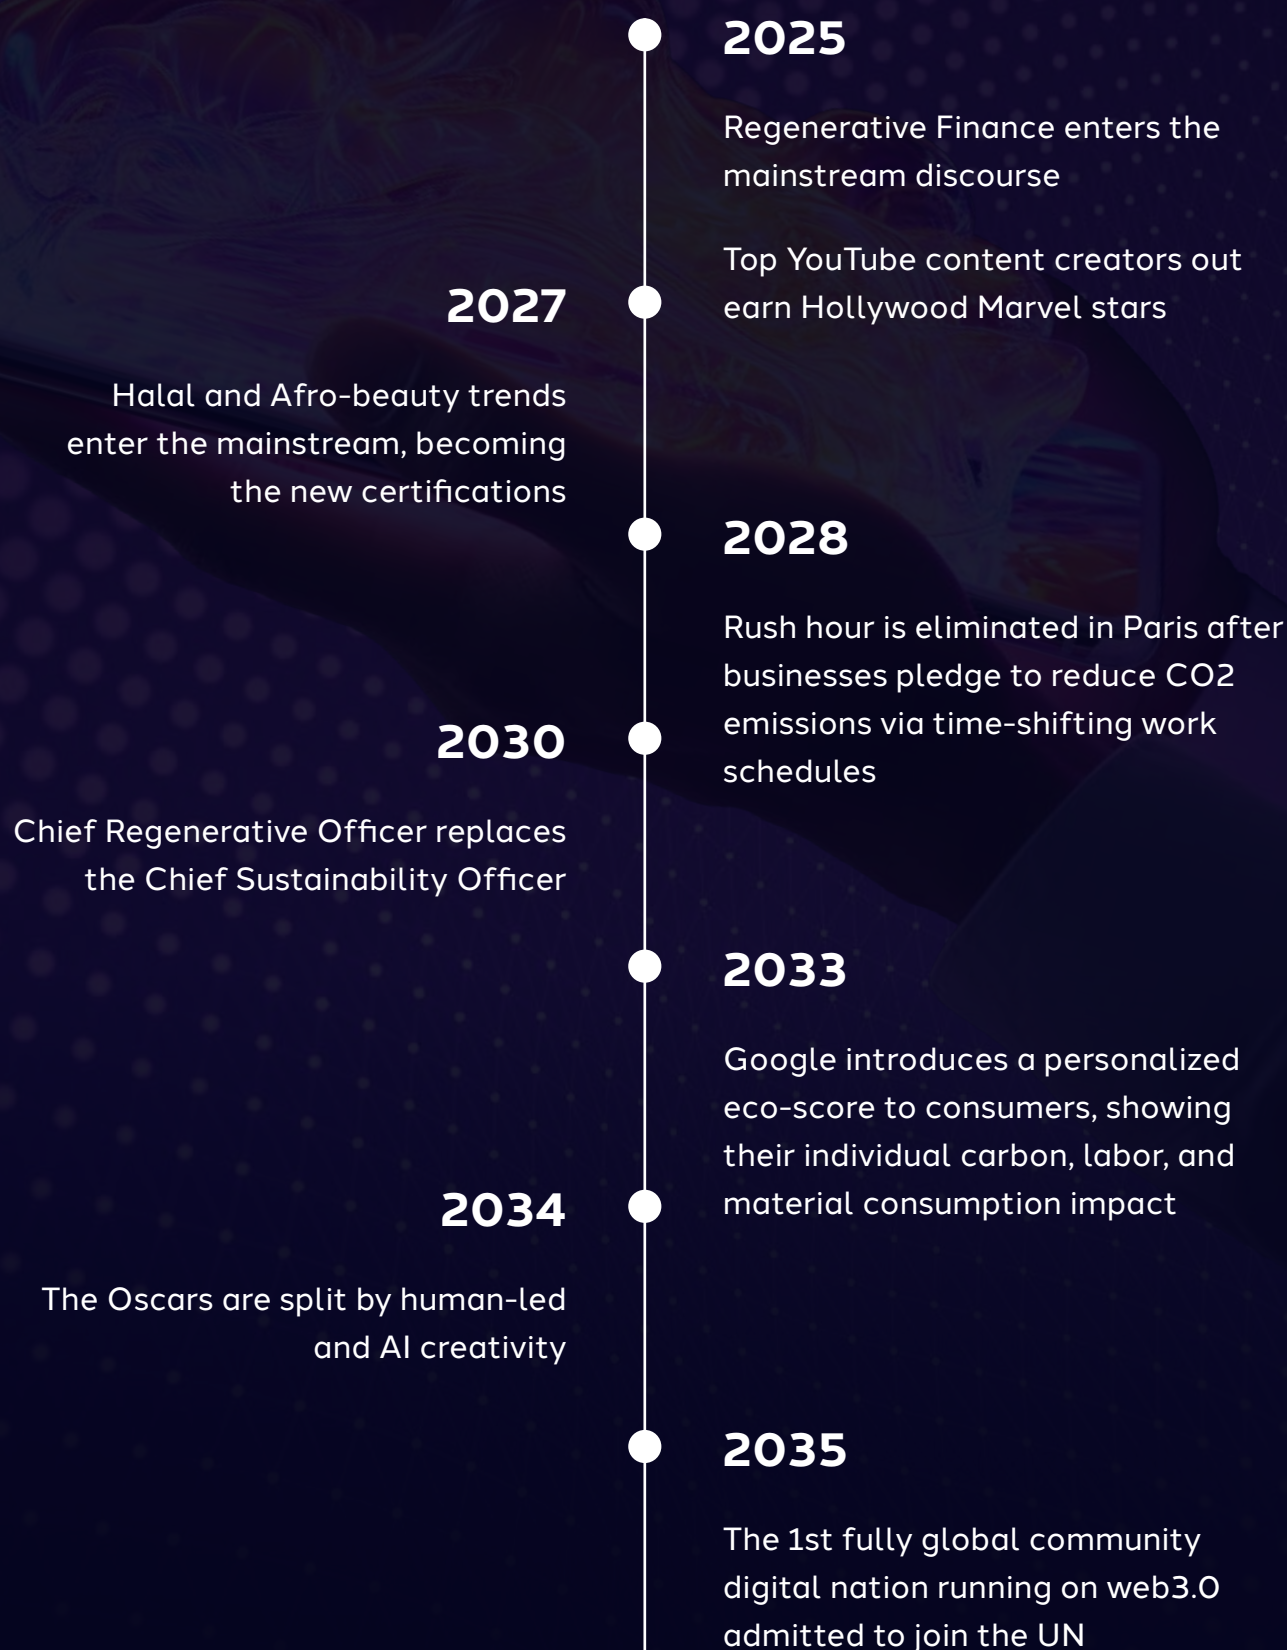 2025
Regenerative Finance enters the
mainstream discourse
Top YouTube content creators out
earn Hollywood Marvel stars
2027
Halal and Afro-beauty trends
enter the mainstream, becoming
the new certifications
2028
Rush hour is eliminated in Paris after
businesses pledge to reduce CO2
emissions via time-shifting work
schedules
2030
Chief Regenerative Officer replaces
the Chief Sustainability Officer
2033
Google introduces a personalized
eco-score to consumers, showing
their individual carbon, labor, and
material consumption impact
2034
The Oscars are split by human-led
and AI creativity
2035
The 1st fully global community
digital nation running on web3.0
admitted to join the UN